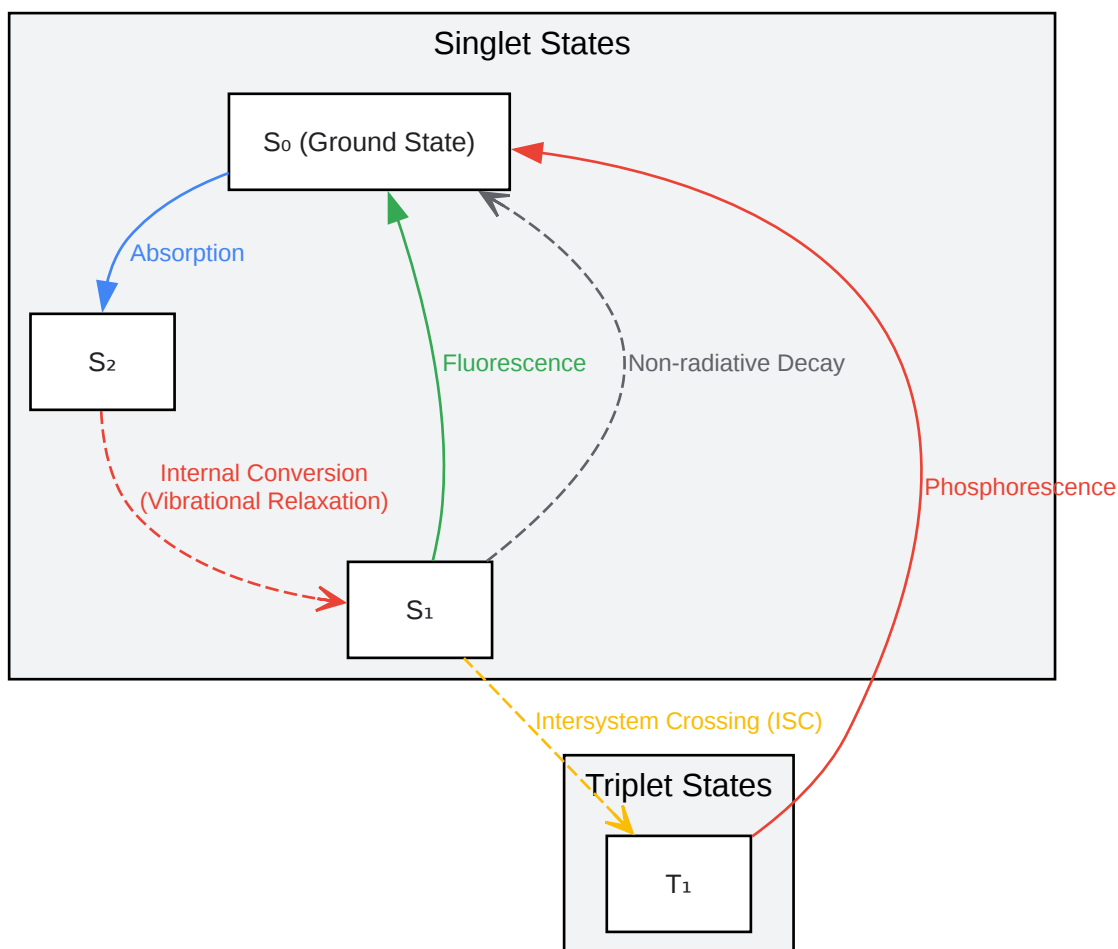 Singlet States
S₀ (Ground State)
Absorption
S₂
Fluorescence
Non-radiative Decay
Internal Conversion
(Vibrational Relaxation)
Phosphorescence
S₁
Intersystem Crossing (ISC)
Triplet States
T₁